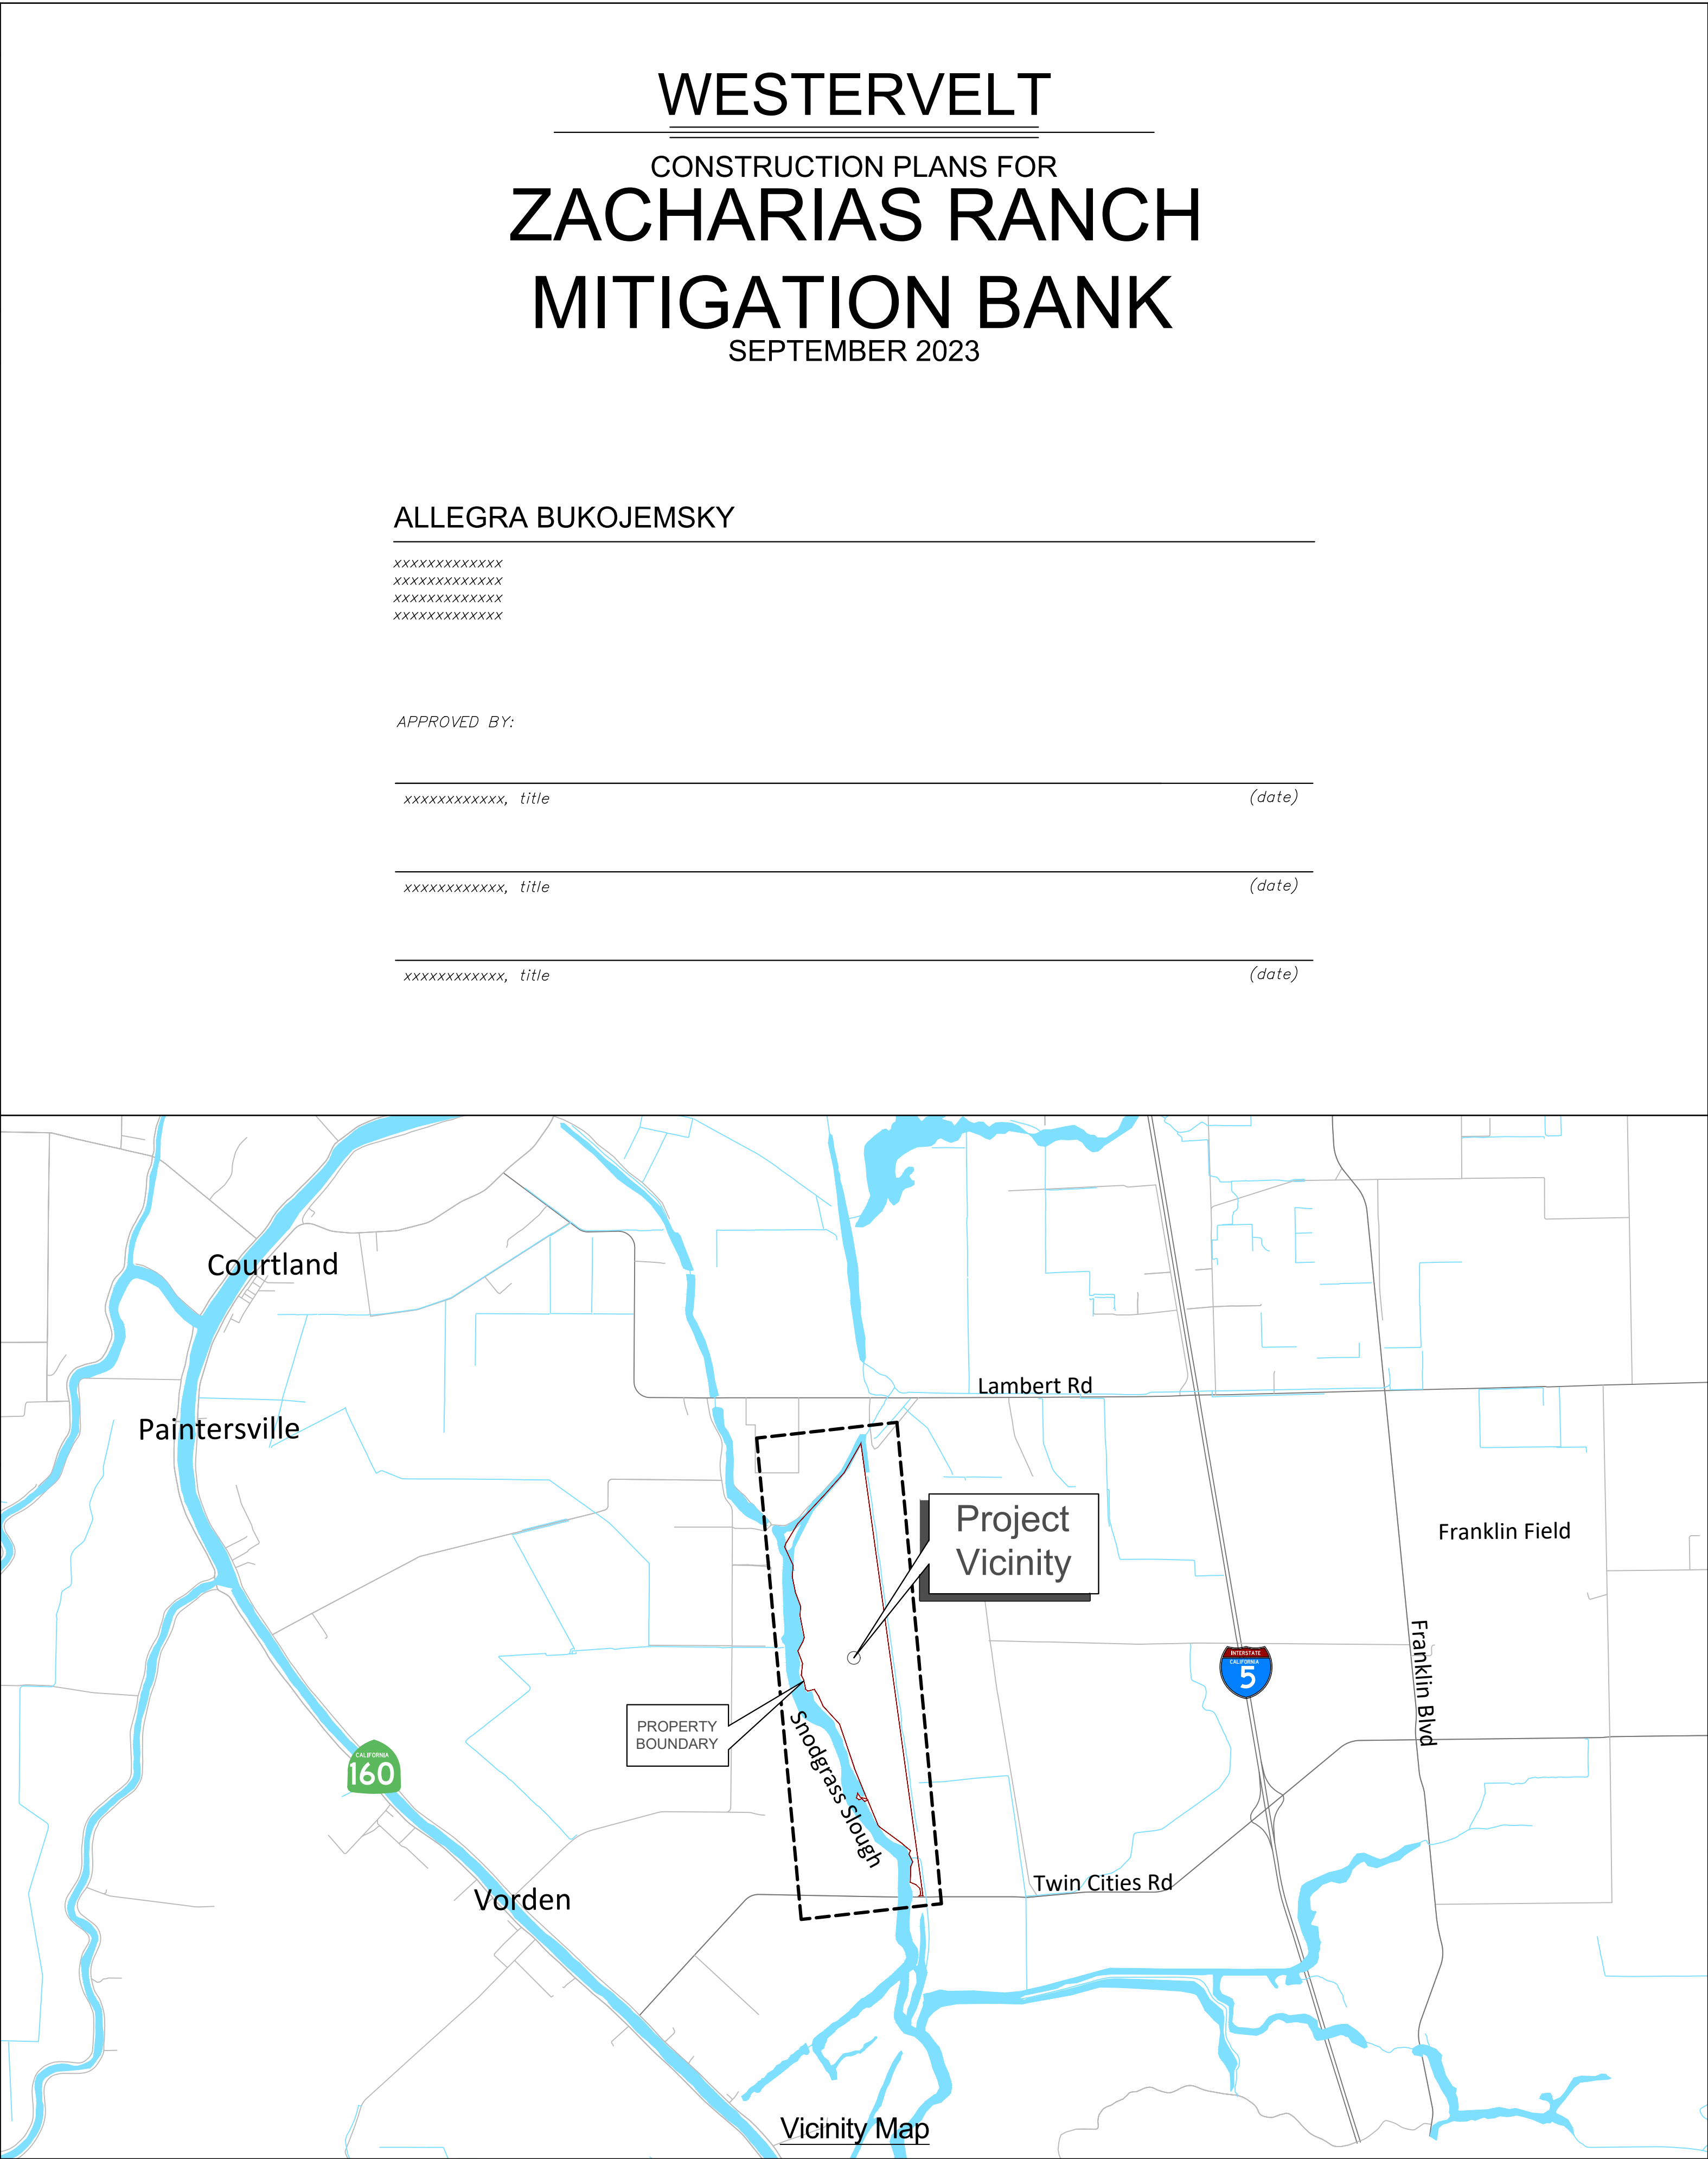 WESTERVELT
CONSTRUCTION PLANS FOR
ZACHARIAS RANCH
MITIGATION BANK
SEPTEMBER 2023
ALLEGRA BUKOJEMSKY
xxxxxxxxxxxxx
xxxxxxxxxxxxx
xxxxxxxxxxxxx
xxxxxxxxxxxxx
APPROVED BY:
xxxxxxxxxxxx, title (date)
xxxxxxxxxxxx, title (date)
xxxxxxxxxxxx, title (date)
Courtland
Lambert Rd
Paintersville
Project
Vicinity
Franklin Field
Franklin Blvd
INTERSTATE
CALIFORNIA
5
PROPERTY
BOUNDARY
Snodgrass Slough
CALIFORNIA
160
Twin Cities Rd
Vorden
Vicinity Map